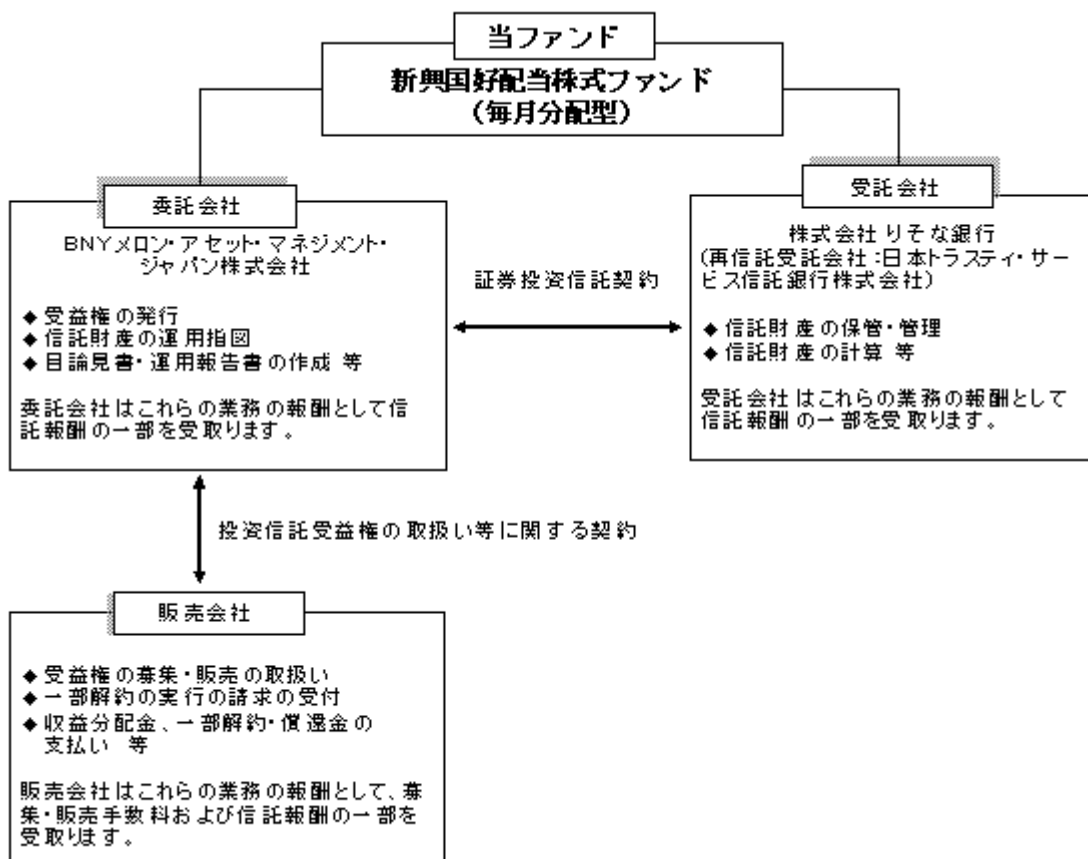 当ファンド
新興国好配当株式ファンド
（毎月分配型）
委託会社
BNYメロン・アセット・マネジメント・
ジャパン株式会社
◆ 受益権の発行
◆ 信託財産の運用指図
◆ 目論見書・運用報告書の作成 等
委託会社はこれらの業務の報酬として信
託報酬の一部を受取ります。
証券投資信託契約
受託会社
株式会社りそな銀行
(再信託受託会社：日本トラスティ・サー
ビス信託銀行株式会社)
◆ 信託財産の保管・管理
◆ 信託財産の計算 等
受託会社はこれらの業務の報酬として
信託報酬の一部を受取ります。
投資信託受益権の取扱い等に関する契約
販売会社
◆ 受益権の募集・販売の取扱い
◆ 一部解約の実行の請求の受付
◆ 収益分配金、一部解約・償還金の
支払い 等
販売会社はこれらの業務の報酬として、募
集・販売手数料および信託報酬の一部を
受取ります。